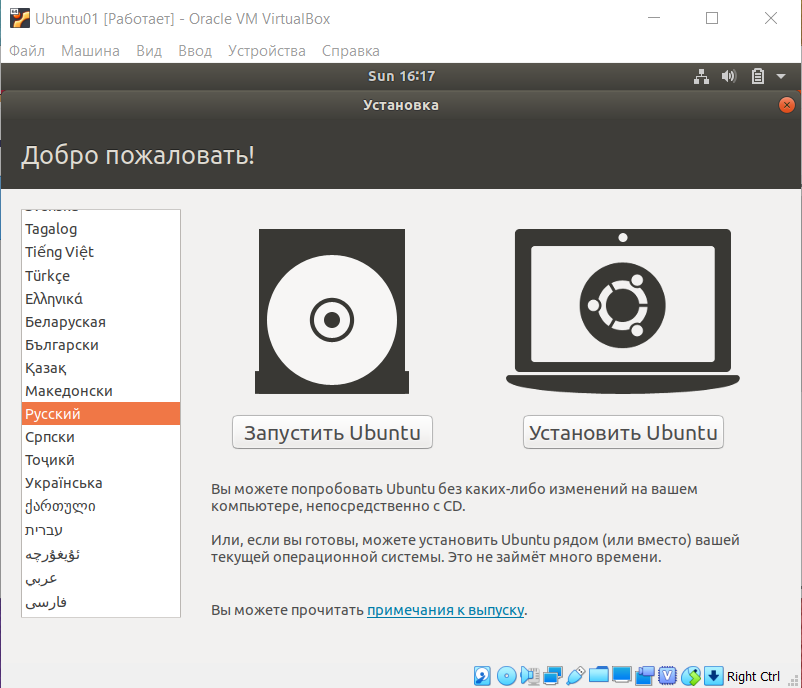 Ubuntu01 [Работает] - Oracle VM VirtualBox
Файл Машина Вид Ввод Устройства Справка
Sun 16:17
Установка
Добро пожаловать!
Tagalog
Tiếng Việt
Türkçe
Ελληνικά
Беларуская
Български
Қазақ
Македонски
Русский
Српски
Тоҷикӣ
Українська
ქართული
עברית
ئۇيغۇرچە
عربي
فارسی
Запустить Ubuntu
Установить Ubuntu
Вы можете попробовать Ubuntu без каких-либо изменений на вашем
компьютере, непосредственно с CD.
Или, если вы готовы, можете установить Ubuntu рядом (или вместо) вашей
текущей операционной системы. Это не займёт много времени.
Вы можете прочитать примечания к выпуску.
Right Ctrl